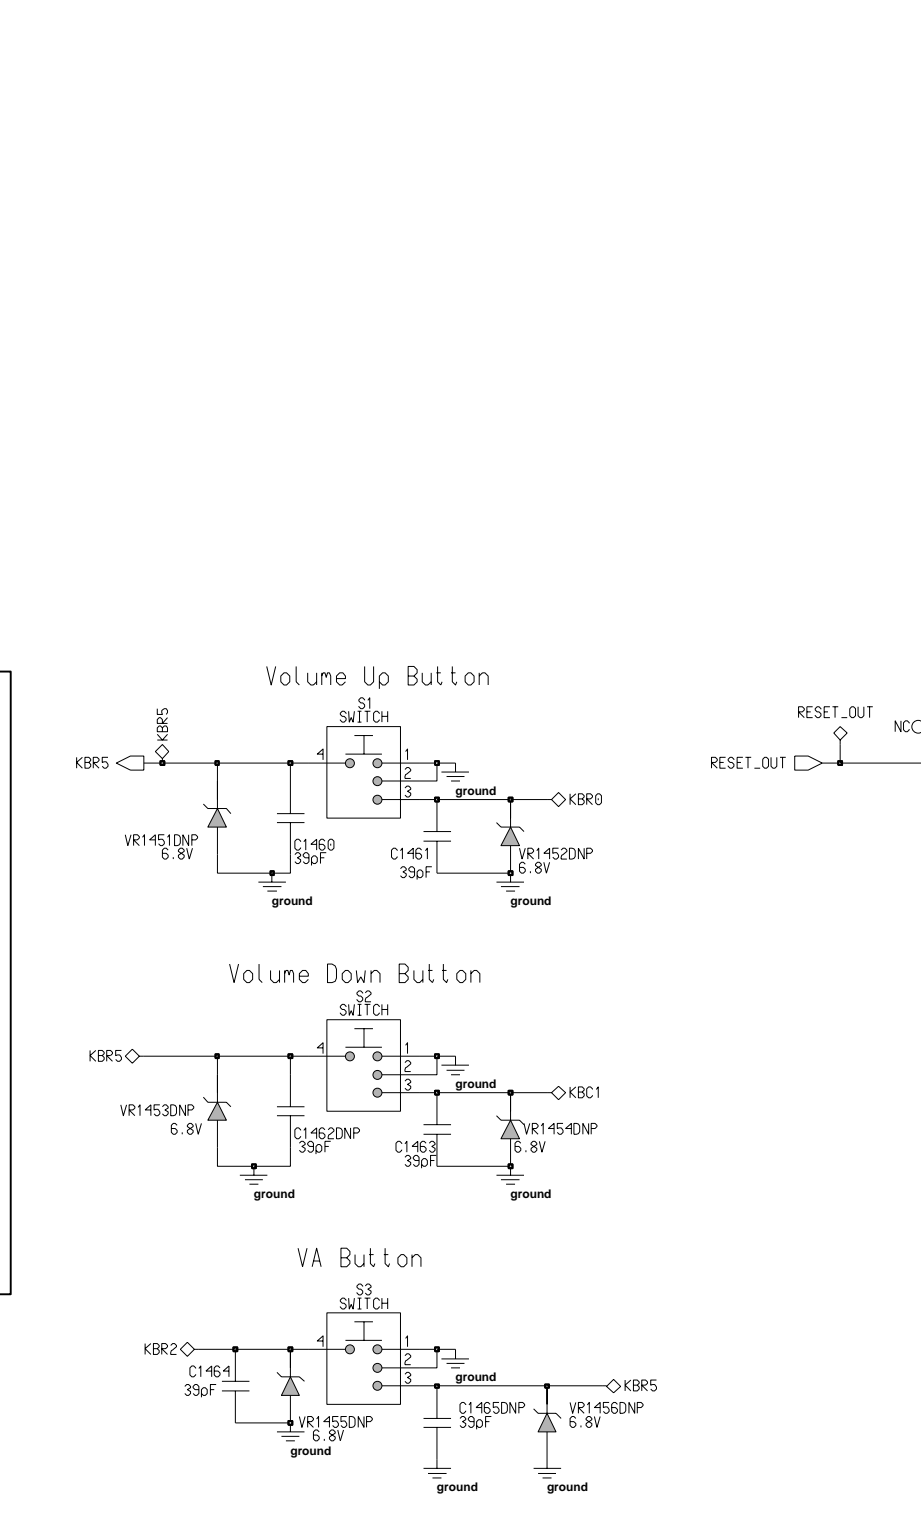 Volume Up Button
S1
SWITCH
KBR5
KBR5
4
1
2
3
ground
KBR0
VR1451DNP
6.8V
C1460
39pF
ground
C1461
39pF
VR1452DNP
6.8V
ground
RESET_OUT
RESET_OUT
NC
Volume Down Button
S2
SWITCH
KBR5
4
1
2
3
ground
KBC1
VR1453DNP
6.8V
C1462DNP
39pF
ground
C1463
39pF
VR1454DNP
6.8V
ground
VA Button
S3
SWITCH
KBR2
4
1
2
3
ground
KBR5
C1464
39pF
VR1455DNP
6.8V
ground
C1465DNP
39pF
ground
VR1456DNP
6.8V
ground